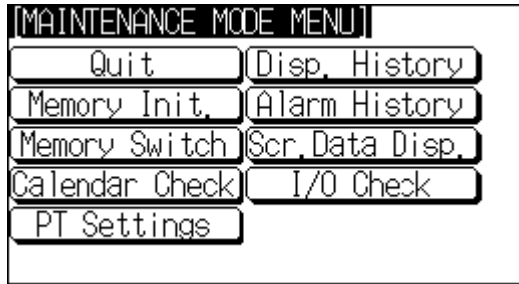 [MAINTENANCE MODE MENU]
Quit
Disp. History
Memory Init.
Alarm History
Memory Switch
Scr.Data Disp.
Calendar Check
I/O Check
PT Settings